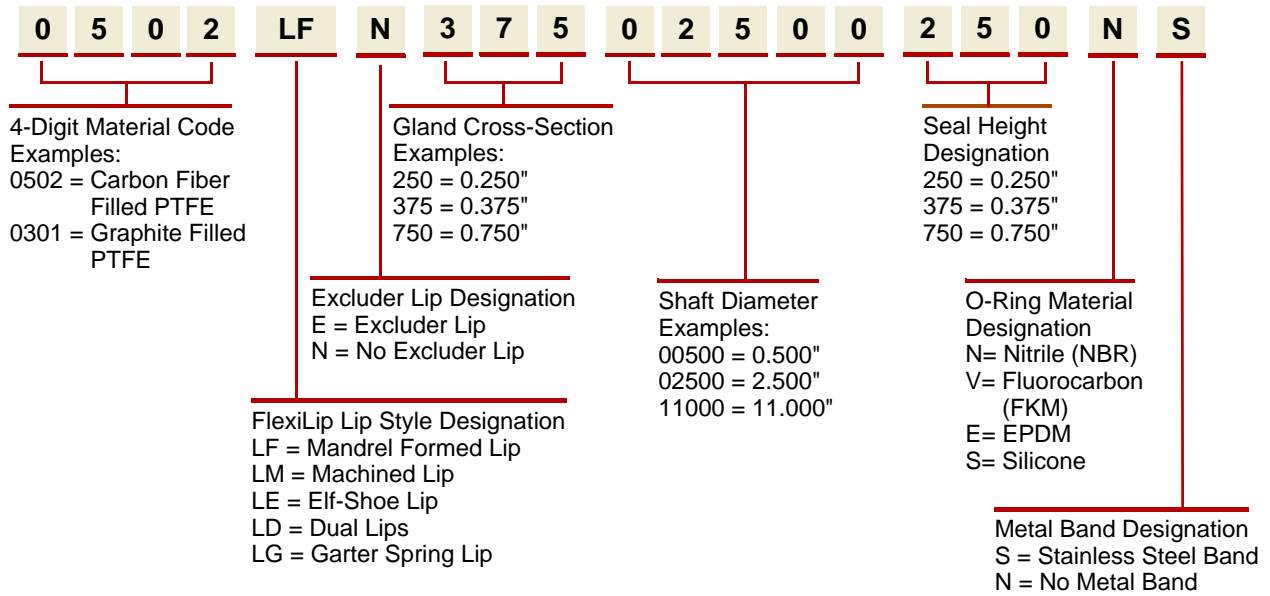 0 5 0 2 LF N 3 7 5 0 2 5 0 0 2 5 0 N S
4-Digit Material Code
Examples:
0502 = Carbon Fiber
Filled PTFE
0301 = Graphite Filled
PTFE
Gland Cross-Section
Examples:
250 = 0.250"
375 = 0.375"
750 = 0.750"
Seal Height
Designation
250 = 0.250"
375 = 0.375"
750 = 0.750"
Excluder Lip Designation
E = Excluder Lip
N = No Excluder Lip
Shaft Diameter
Examples:
00500 = 0.500"
02500 = 2.500"
11000 = 11.000"
O-Ring Material
Designation
N= Nitrile (NBR)
V= Fluorocarbon
(FKM)
E= EPDM
S= Silicone
FlexiLip Lip Style Designation
LF = Mandrel Formed Lip
LM = Machined Lip
LE = Elf-Shoe Lip
LD = Dual Lips
LG = Garter Spring Lip
Metal Band Designation
S = Stainless Steel Band
N = No Metal Band